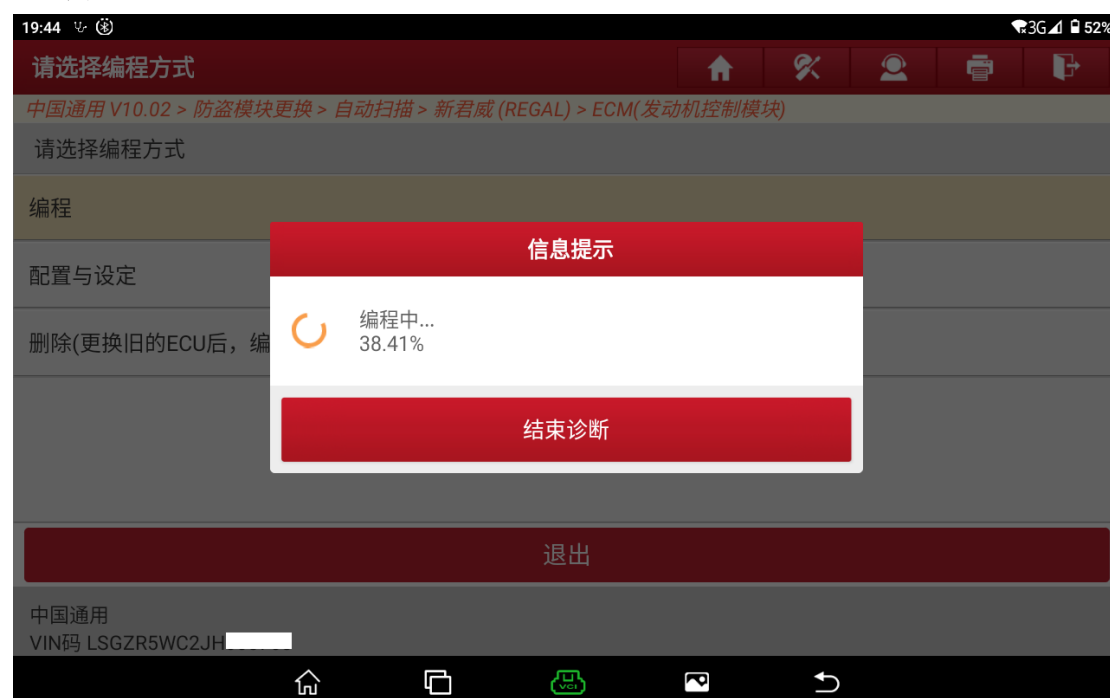 19:44
3G 52%
请选择编程方式
中国通用 V10.02 > 防盗模块更换 > 自动扫描 > 新君威 (REGAL) > ECM(发动机控制模块)
请选择编程方式
编程
信息提示
配置与设定
编程中...
38.41%
删除(更换旧的ECU后，编
结束诊断
退出
中国通用
VIN码 LSGZR5WC2JH
VCI